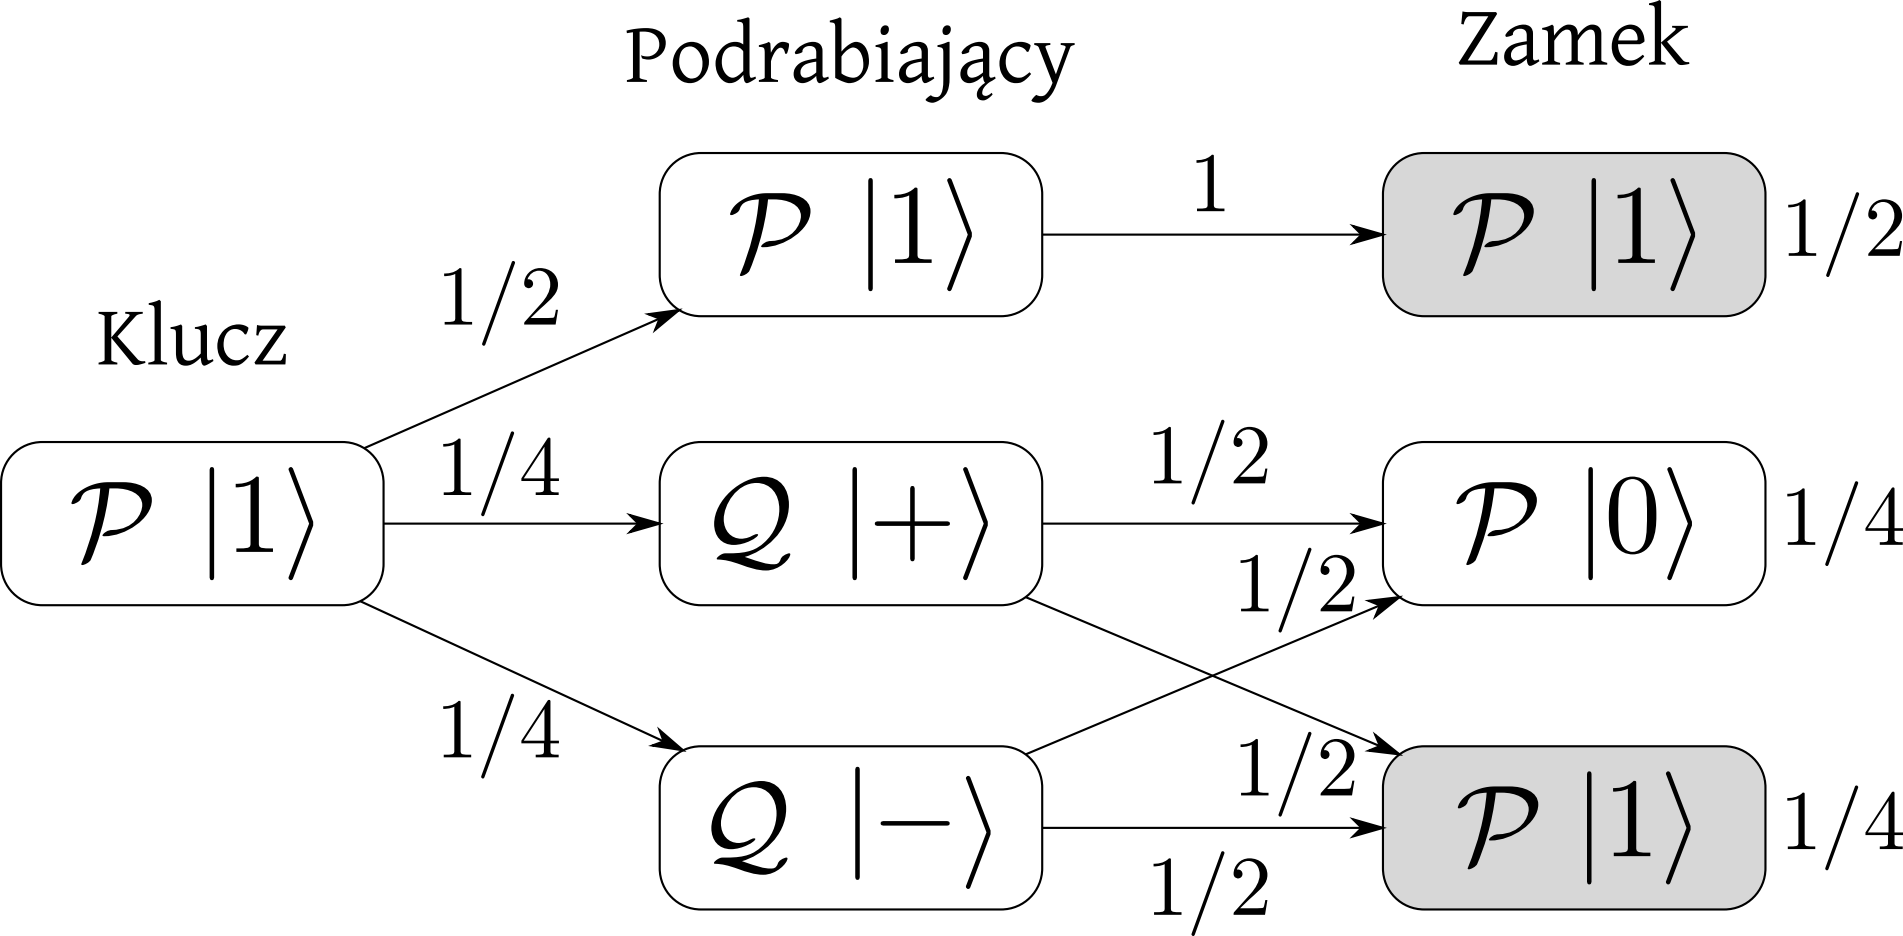 Podrabiający
Zamek
Klucz
𝒫 |1⟩
1/2
1/4
1/4
𝒫 |1⟩
𝒬 |+⟩
𝒬 |−⟩
1
1/2
1/2
1/2
1/2
𝒫 |1⟩ 1/2
𝒫 |0⟩ 1/4
𝒫 |1⟩ 1/4